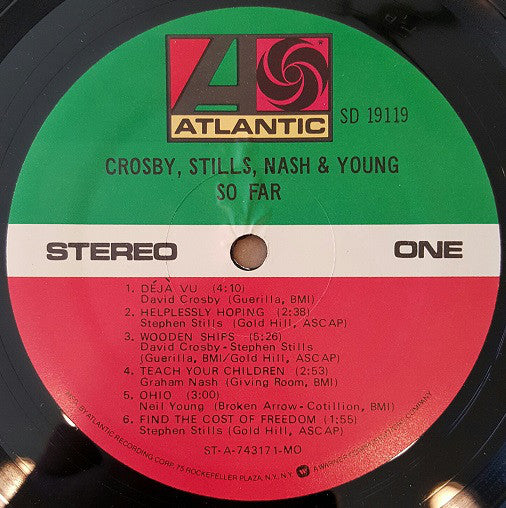 ATLANTIC
SD 19119
CROSBY, STILLS, NASH & YOUNG
SO FAR
STEREO
ONE
1. DÉJÀ VU (4:10)
David Crosby (Guerilla, BMI)
2. HELPLESSLY HOPING (2:38)
Stephen Stills (Gold Hill, ASCAP)
3. WOODEN SHIPS (5:26)
David Crosby-Stephen Stills
(Guerilla, BMI/Gold Hill, ASCAP)
4. TEACH YOUR CHILDREN (2:53)
Graham Nash (Giving Room, BMI)
5. OHIO (3:00)
Neil Young (Broken Arrow-Cotillion, BMI)
6. FIND THE COST OF FREEDOM (1:55)
Stephen Stills (Gold Hill, ASCAP)
ST-A-743171-MO
BY ATLANTIC RECORDING CORP. 75 ROCKEFELLER PLAZA, N.Y. N.Y. A WARNER COMPANY